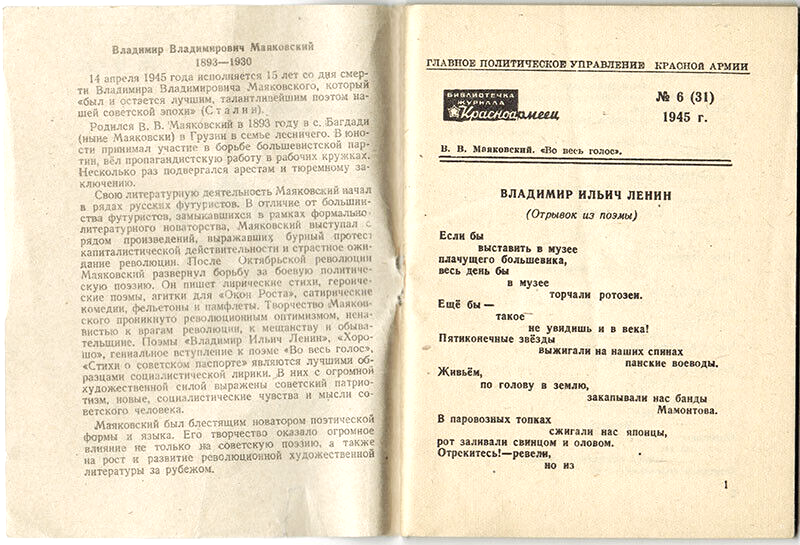 Владимир Владимирович Маяковский
1893—1930
14 апреля 1945 года исполняется 15 лет со дня смер-
ти Владимира Владимировича Маяковского, который
«был и остается лучшим, талантливейшим поэтом на-
шей советской эпохи» (Сталин).
Родился В. В. Маяковский в 1893 году в с. Багдади
(ныне Маяковски) в Грузии в семье лесничего. В юно-
сти принимал участие в борьбе большевистской пар-
тии, вёл пропагандистскую работу в рабочих кружках.
Несколько раз подвергался арестам и тюремному за-
ключению.
Свою литературную деятельность Маяковский начал
в рядах русских футуристов. В отличие от большин-
ства футуристов, замыкавшихся в рамках формально-
литературного новаторства, Маяковский выступал с
рядом произведений, выражавших бурный протест
капиталистической действительности и страстное ожи-
дание революции. После Октябрьской революции
Маяковский развернул борьбу за боевую политиче-
скую поэзию. Он пишет лирические стихи, героиче-
ские поэмы, агитки для «Окон Роста», сатирические
комедии, фельетоны и памфлеты. Творчество Маяков-
ского проникнуто революционным оптимизмом, нена-
вистью к врагам революции, к мещанству и обыва-
тельщине. Поэмы «Владимир Ильич Ленин», «Хоро-
шо», гениальное вступление к поэме «Во весь голос»,
«Стихи о советском паспорте» являются лучшими об-
разцами социалистической лирики. В них с огромной
художественной силой выражены советский патрио-
тизм, новые, социалистические чувства и мысли со-
ветского человека.
Маяковский был блестящим новатором поэтической
формы и языка. Его творчество оказало огромное
влияние не только на советскую поэзию, а также
на рост и развитие революционной художественной
литературы за рубежом.
ГЛАВНОЕ ПОЛИТИЧЕСКОЕ УПРАВЛЕНИЕ КРАСНОЙ АРМИИ
БИБЛИОТЕЧКА
ЖУРНАЛА
Красноармеец
№ 6 (31)
1945 г.
В. В. Маяковский. «Во весь голос».
ВЛАДИМИР ИЛЬИЧ ЛЕНИН
(Отрывок из поэмы)
Если бы
выставить в музее
плачущего большевика,
весь день бы
в музее
торчали ротозеи.
Ещё бы —
такое
не увидишь и в века!
Пятиконечные звёзды
выжигали на наших спинах
панские воеводы.
Живьём,
по голову в землю,
закапывали нас банды
Мамонтова.
В паровозных топках
сжигали нас японцы,
рот заливали свинцом и оловом.
Отрекитесь!—ревели,
но из
1